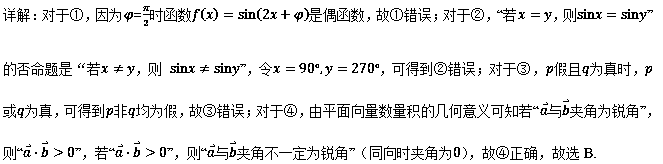 详解：对于①，因为φ=π/2时函数f(x)=sin(2x+φ)是偶函数，故①错误；对于②，“若x=y，则sinx=siny”
的否命题是“若x≠y，则 sinx≠siny”，令x=90°,y=270°，可得到②错误；对于③，p假且q为真时，p
或q为真，可得到p非q均为假，故③错误；对于④，由平面向量数量积的几何意义可知若“a⃗与b⃗夹角为锐角”，
则“a⃗·b⃗>0”，若“a⃗·b⃗>0”，则“a⃗与b⃗夹角不一定为锐角”（同向时夹角为0），故④正确，故选 B.